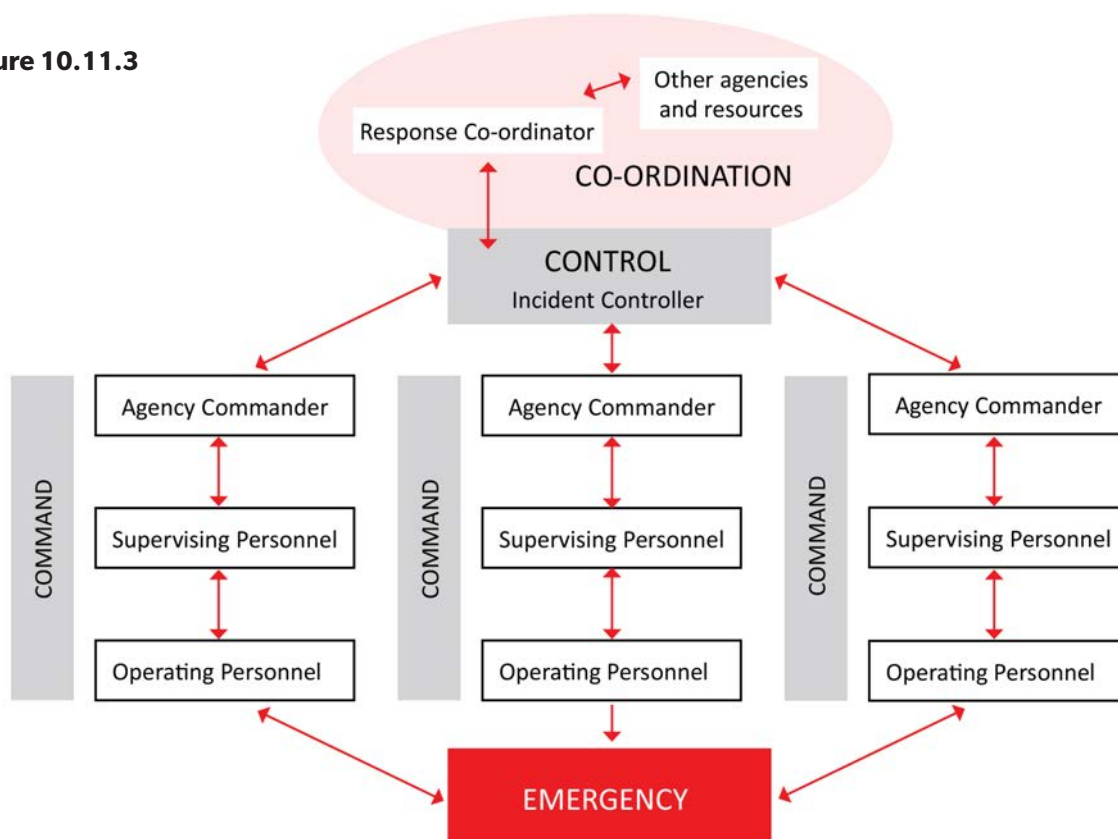 ure 10.11.3
Other agencies
and resources
Response Co-ordinator
CO-ORDINATION
CONTROL
Incident Controller
COMMAND
Agency Commander
Supervising Personnel
Operating Personnel
COMMAND
Agency Commander
Supervising Personnel
Operating Personnel
COMMAND
Agency Commander
Supervising Personnel
Operating Personnel
EMERGENCY